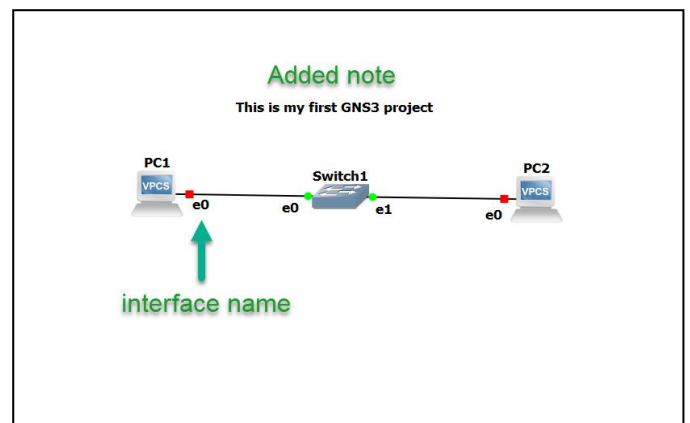 Added note
This is my first GNS3 project
PC1
VPCS
e0
Switch1
e0
e1
PC2
VPCS
e0
interface name